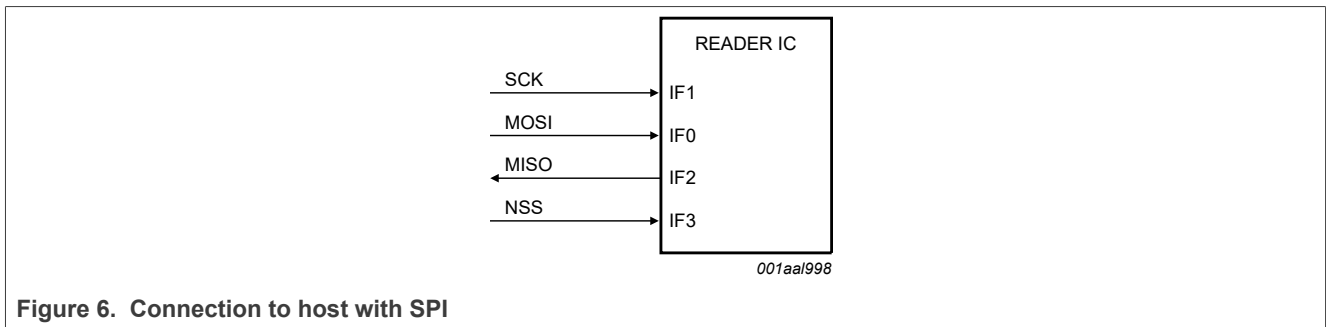 READER IC
SCK
IF1
MOSI
IF0
MISO
IF2
NSS
IF3
001aal998
Figure 6. Connection to host with SPI